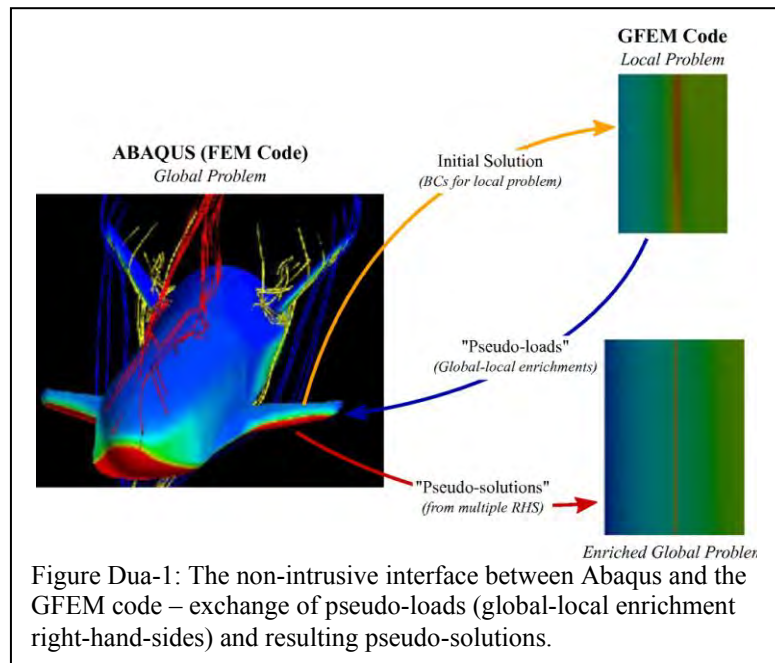 GFEM Code
Local Problem
ABAQUS (FEM Code)
Global Problem
Initial Solution
(BCs for local problem)
"Pseudo-loads"
(Global-local enrichments)
"Pseudo-solutions"
(from multiple RHS)
Enriched Global Problem
Figure Dua-1: The non-intrusive interface between Abaqus and the
GFEM code – exchange of pseudo-loads (global-local enrichment
right-hand-sides) and resulting pseudo-solutions.